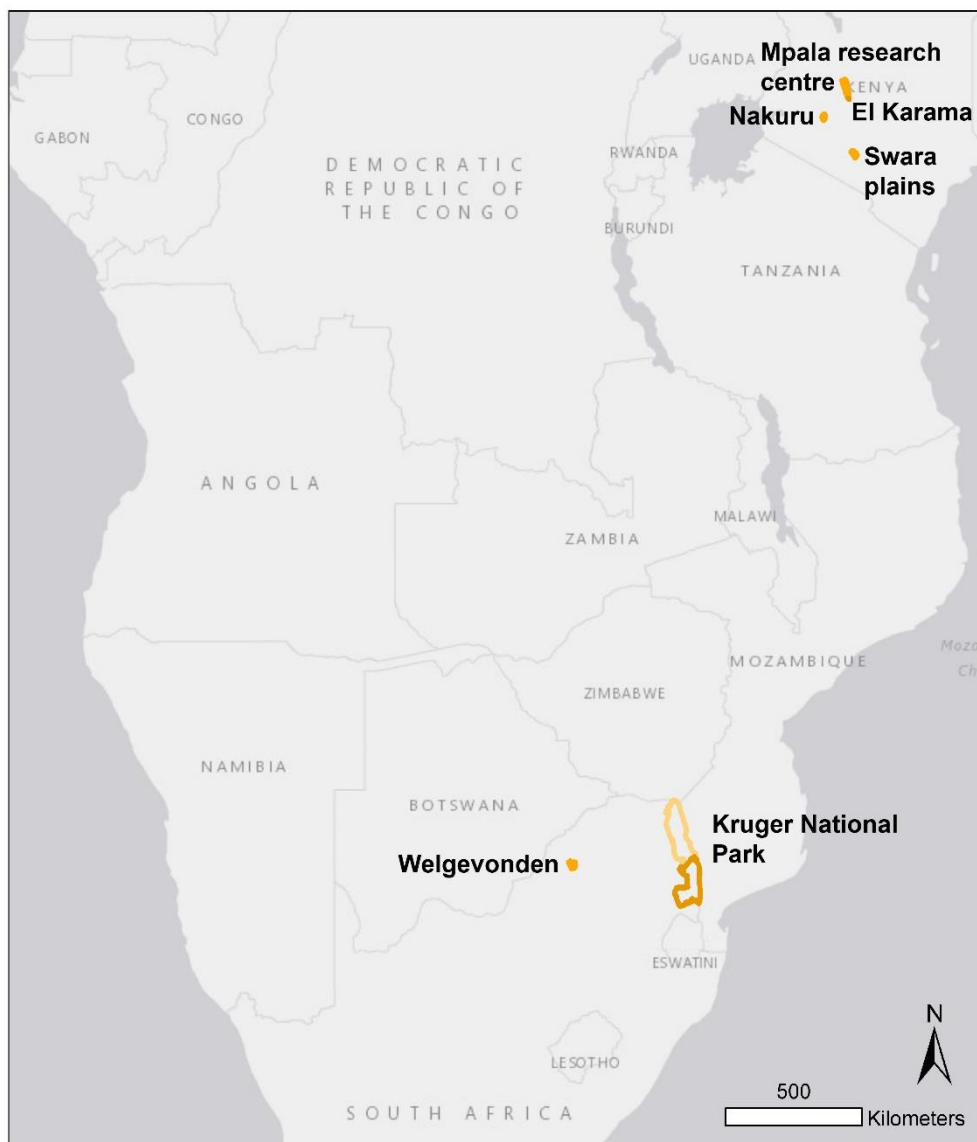 UGANDA
Mpala research
centre
KENYA
GABON
CONGO
Nakuru
El Karama
DEMOCRATIC
REPUBLIC OF
THE CONGO
RWANDA
Swara
plains
BURUNDI
TANZANIA
ANGOLA
MALAWI
ZAMBIA
MOZAMBIQUE
ZIMBABWE
NAMIBIA
BOTSWANA
Kruger National
Park
Welgevonden
ESWATINI
N
LESOTHO
500
Kilometers
SOUTH AFRICA